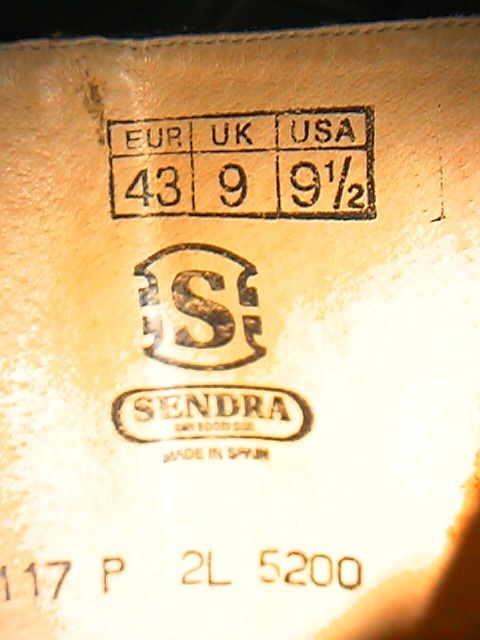 EUR UK USA
43 9 9½
S
SENDRA
MADE IN SPAIN
117 P 2L 5200